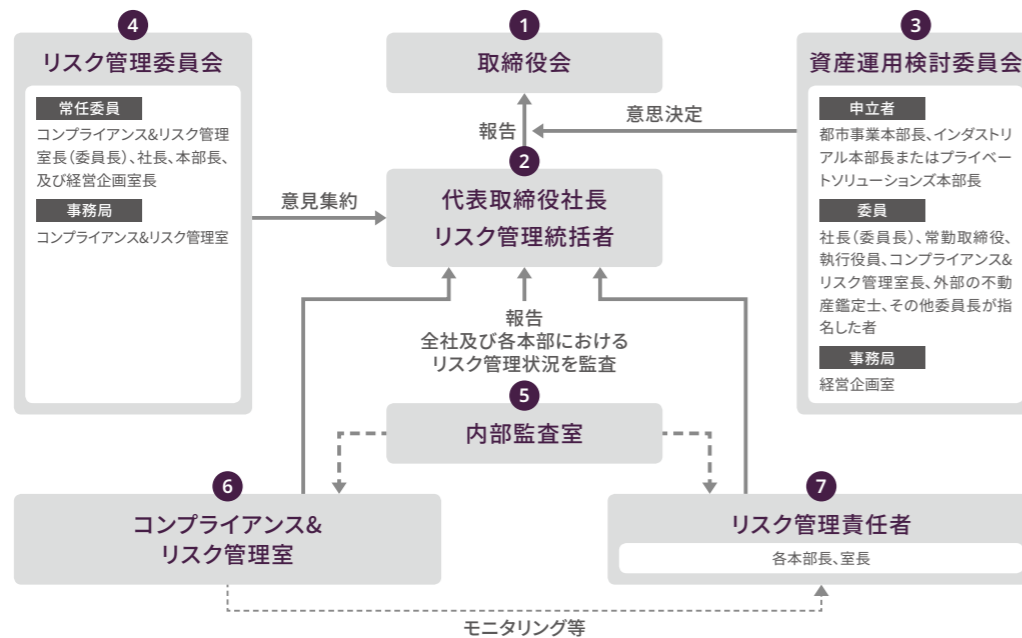 4
リスク管理委員会
常任委員
コンプライアンス&リスク管理
室長(委員長)、社長、本部長、
及び経営企画室長
事務局
コンプライアンス&リスク管理室
意見集約
1
取締役会
報告
意思決定
2
代表取締役社長
リスク管理統括者
3
資産運用検討委員会
申立者
都市事業本部長、インダストリ
アル本部長またはプライベー
トソリューションズ本部長
委員
社長(委員長)、常勤取締役、
執行役員、コンプライアンス&
リスク管理室長、外部の不動
産鑑定士、その他委員長が指
名した者
事務局
経営企画室
報告
全社及び各本部における
リスク管理状況を監査
5
内部監査室
6
コンプライアンス&
リスク管理室
7
リスク管理責任者
各本部長、室長
モニタリング等